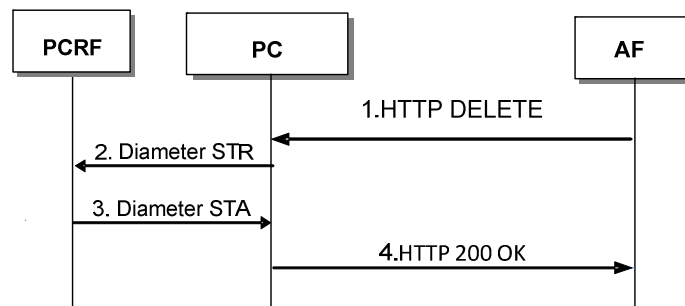 PCRF
PC
AF
1.HTTP DELETE
2. Diameter STR
3. Diameter STA
4.HTTP 200 OK